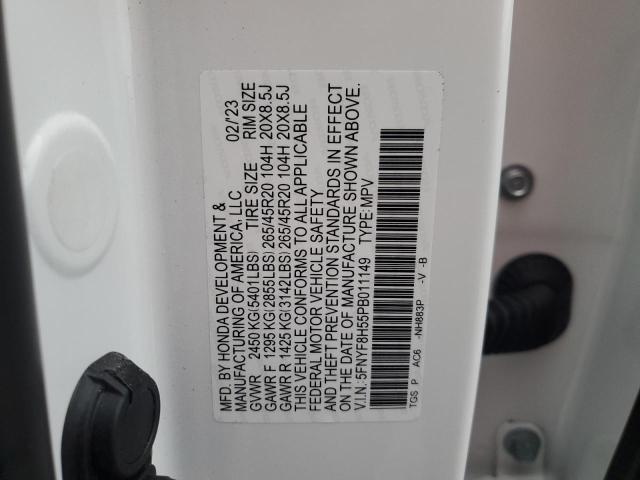 MFD. BY HONDA DEVELOPMENT & 02/'23
MANUFACTURING OF AMERICA, LLC
GVWR 2450 KG(5401LBS) TIRE SIZE RIM SIZE
GAWR F 1295 KG(2855LBS) 265/45R20 104H 20X8.5J
GAWR R 1425 KG(3142LBS) 265/45R20 104H 20X8.5J
THIS VEHICLE CONFORMS TO ALL APPLICABLE
FEDERAL MOTOR VEHICLE SAFETY
AND THEFT PREVENTION STANDARDS IN EFFECT
ON THE DATE OF MANUFACTURE SHOWN ABOVE.
V.I.N.:5FNYF8H55PB011149 TYPE:MPV
TGS P AC6 -NH883P -V -B